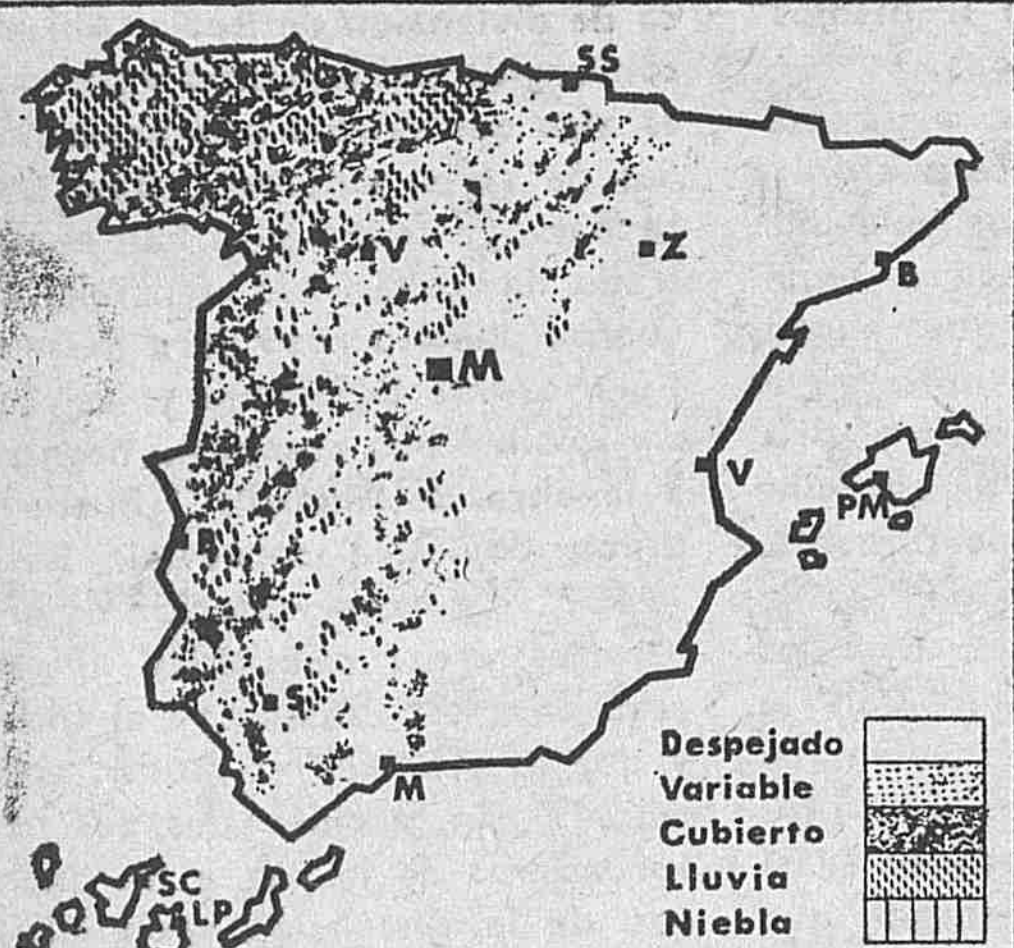 SS
V
Z
B
M
V
PM
B
S
M
Despejado
Variable
Cubierto
Lluvia
Niebla
SC
LP